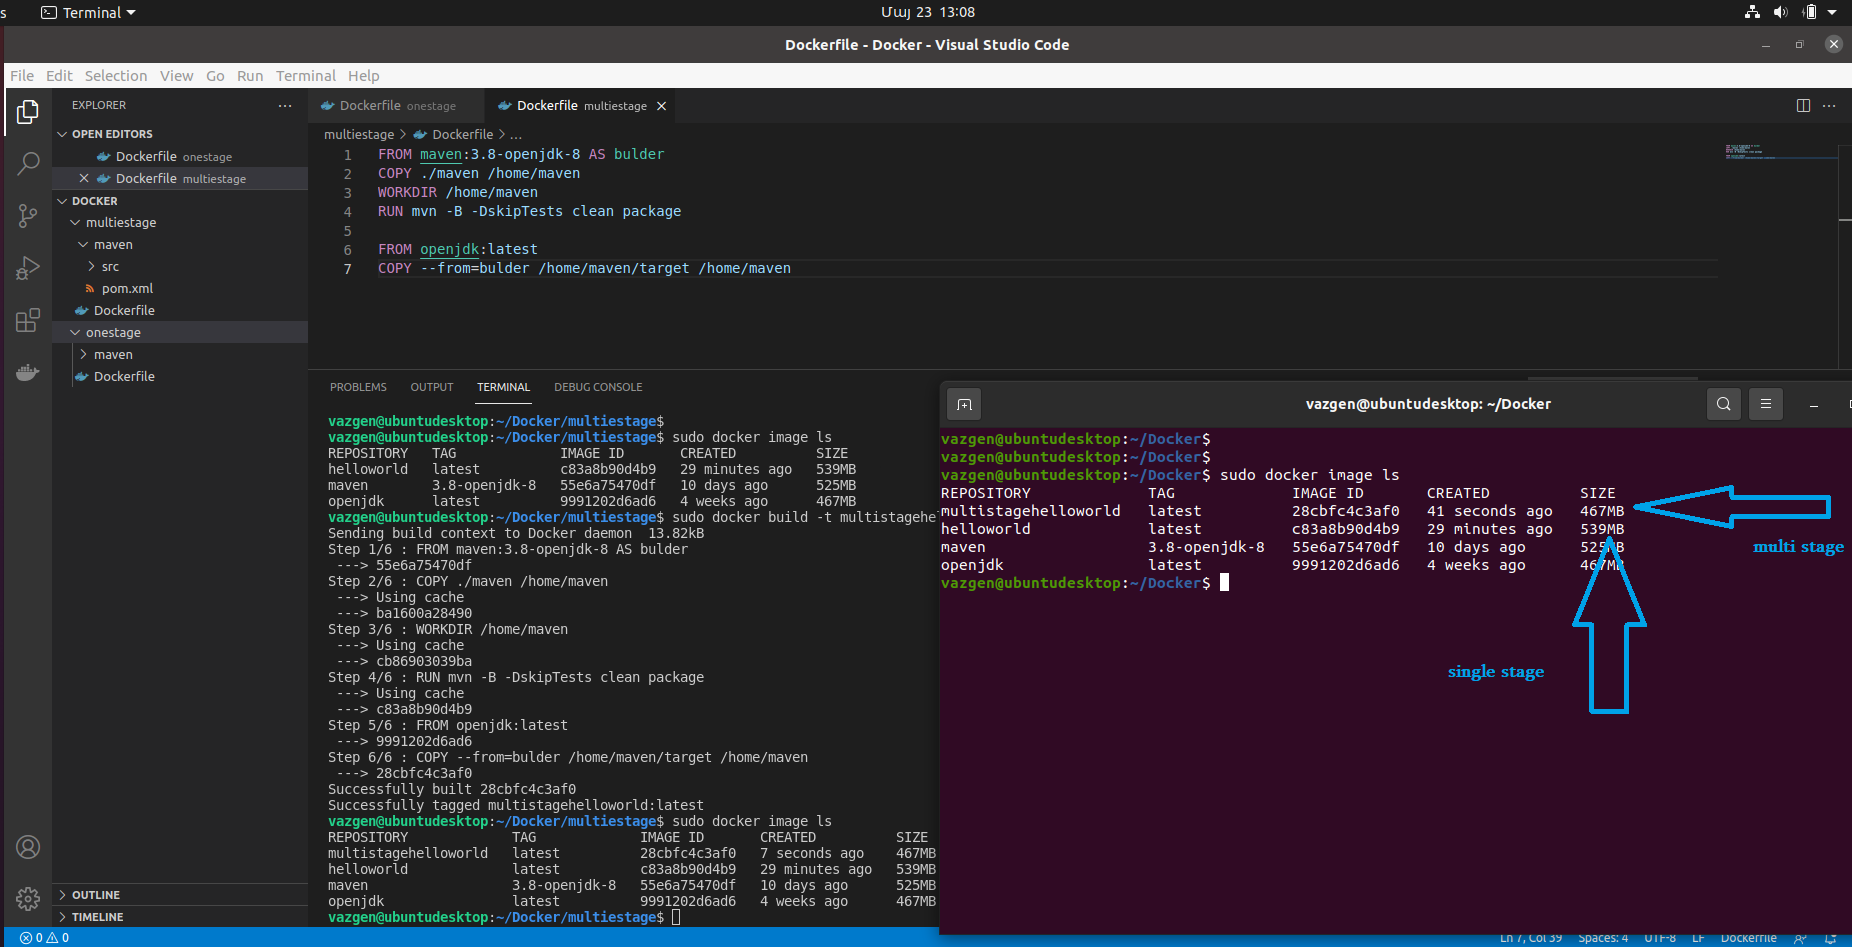 s Terminal Մայ 23 13:08
Dockerfile - Docker - Visual Studio Code
File Edit Selection View Go Run Terminal Help
EXPLORER
OPEN EDITORS
Dockerfile onestage
Dockerfile multiestage
DOCKER
multiestage
maven
src
pom.xml
Dockerfile
onestage
maven
Dockerfile
OUTLINE
TIMELINE
Dockerfile onestage Dockerfile multiestage
multiestage > Dockerfile > ...
1 FROM maven:3.8-openjdk-8 AS bulder
2 COPY ./maven /home/maven
3 WORKDIR /home/maven
4 RUN mvn -B -DskipTests clean package
5
6 FROM openjdk:latest
7 COPY --from=bulder /home/maven/target /home/maven
PROBLEMS OUTPUT TERMINAL DEBUG CONSOLE
vazgen@ubuntudesktop:~/Docker/multiestage$
vazgen@ubuntudesktop:~/Docker/multiestage$ sudo docker image ls
REPOSITORY TAG IMAGE ID CREATED SIZE
helloworld latest c83a8b90d4b9 29 minutes ago 539MB
maven 3.8-openjdk-8 55e6a75470df 10 days ago 525MB
openjdk latest 9991202d6ad6 4 weeks ago 467MB
vazgen@ubuntudesktop:~/Docker/multiestage$ sudo docker build -t multistagehe
Sending build context to Docker daemon 13.82kB
Step 1/6 : FROM maven:3.8-openjdk-8 AS bulder
---> 55e6a75470df
Step 2/6 : COPY ./maven /home/maven
---> Using cache
---> ba1600a28490
Step 3/6 : WORKDIR /home/maven
---> Using cache
---> cb86903039ba
Step 4/6 : RUN mvn -B -DskipTests clean package
---> Using cache
---> c83a8b90d4b9
Step 5/6 : FROM openjdk:latest
---> 9991202d6ad6
Step 6/6 : COPY --from=bulder /home/maven/target /home/maven
---> 28cbfc4c3af0
Successfully built 28cbfc4c3af0
Successfully tagged multistagehelloworld:latest
vazgen@ubuntudesktop:~/Docker/multiestage$ sudo docker image ls
REPOSITORY TAG IMAGE ID CREATED SIZE
multistagehelloworld latest 28cbfc4c3af0 7 seconds ago 467MB
helloworld latest c83a8b90d4b9 29 minutes ago 539MB
maven 3.8-openjdk-8 55e6a75470df 10 days ago 525MB
openjdk latest 9991202d6ad6 4 weeks ago 467MB
vazgen@ubuntudesktop:~/Docker/multiestage$
vazgen@ubuntudesktop: ~/Docker
vazgen@ubuntudesktop:~/Docker$
vazgen@ubuntudesktop:~/Docker$
vazgen@ubuntudesktop:~/Docker$ sudo docker image ls
REPOSITORY TAG IMAGE ID CREATED SIZE
multistagehelloworld latest 28cbfc4c3af0 41 seconds ago 467MB
helloworld latest c83a8b90d4b9 29 minutes ago 539MB
maven 3.8-openjdk-8 55e6a75470df 10 days ago 525MB
openjdk latest 9991202d6ad6 4 weeks ago 467MB
vazgen@ubuntudesktop:~/Docker$
multi stage
single stage
0 0 Ln 7, Col 39 Spaces: 4 UTF-8 LF Dockerfile